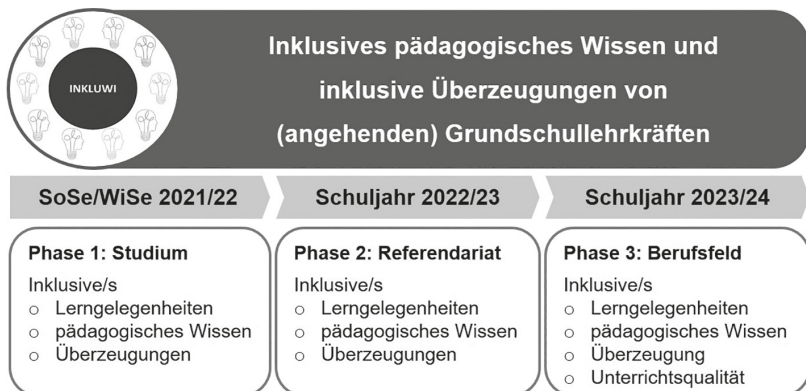 INKLUWI
Inklusives pädagogisches Wissen und
inklusive Überzeugungen von
(angehenden) Grundschullehrkräften
SoSe/WiSe 2021/22
Schuljahr 2022/23
Schuljahr 2023/24
Phase 1: Studium
Inklusive/s
o Lerngelegenheiten
o pädagogisches Wissen
o Überzeugungen
Phase 2: Referendariat
Inklusive/s
o Lerngelegenheiten
o pädagogisches Wissen
o Überzeugungen
Phase 3: Berufsfeld
Inklusive/s
o Lerngelegenheiten
o pädagogisches Wissen
o Überzeugung
o Unterrichtsqualität